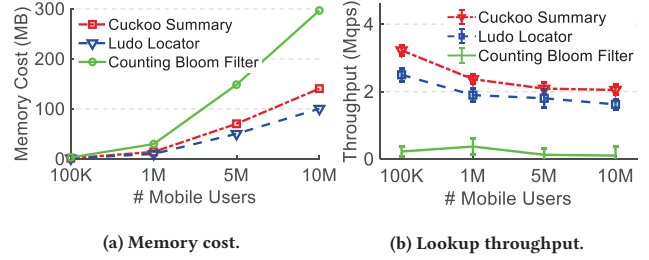 Memory Cost (MB)
300
200
100
0
Cuckoo Summary
Ludo Locator
Counting Bloom Filter
100K 1M 5M 10M
# Mobile Users
(a) Memory cost.
Throughput (Mqps)
4
2
0
Cuckoo Summary
Ludo Locator
Counting Bloom Filter
100K 1M 5M 10M
# Mobile Users
(b) Lookup throughput.